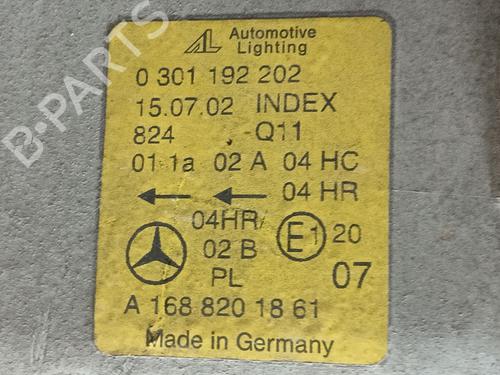 B-PARTS
AL Automotive
Lighting
0 301 192 202
15.07.02 INDEX
824 Q11
01 1a 02 A 04 HC
04 HR
04HR/
02 B
PL
E1 20
07
A 168 820 18 61
Made in Germany